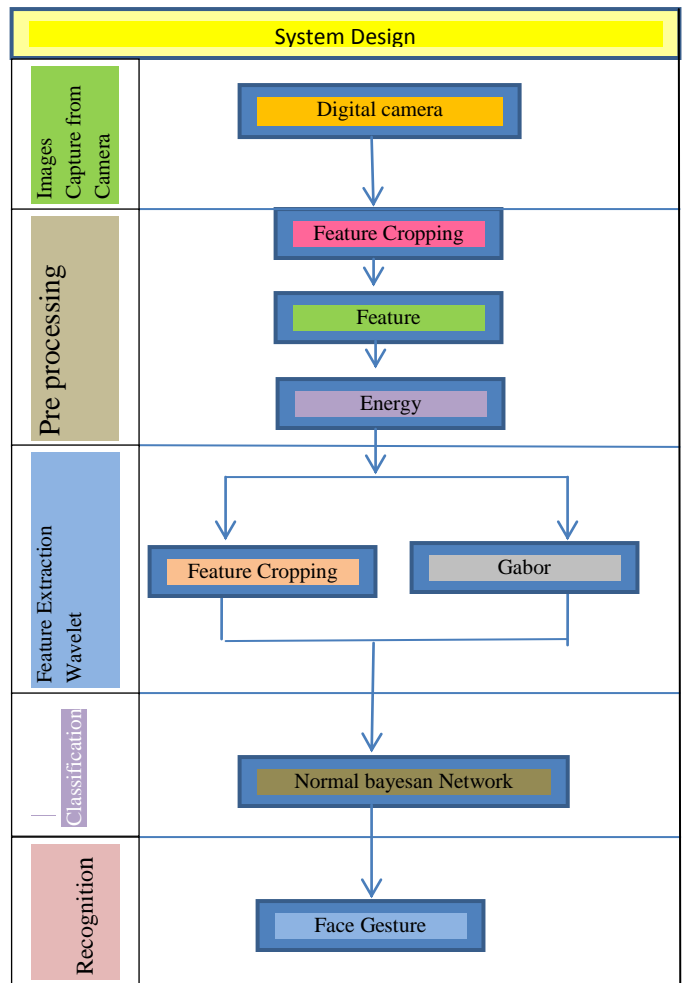 System Design
Images
Capture from
Camera
Digital camera
Pre processing
Feature Cropping
Feature
Energy
Feature Extraction
Wavelet
Feature Cropping
Gabor
Classification
Normal bayesan Network
Recognition
Face Gesture